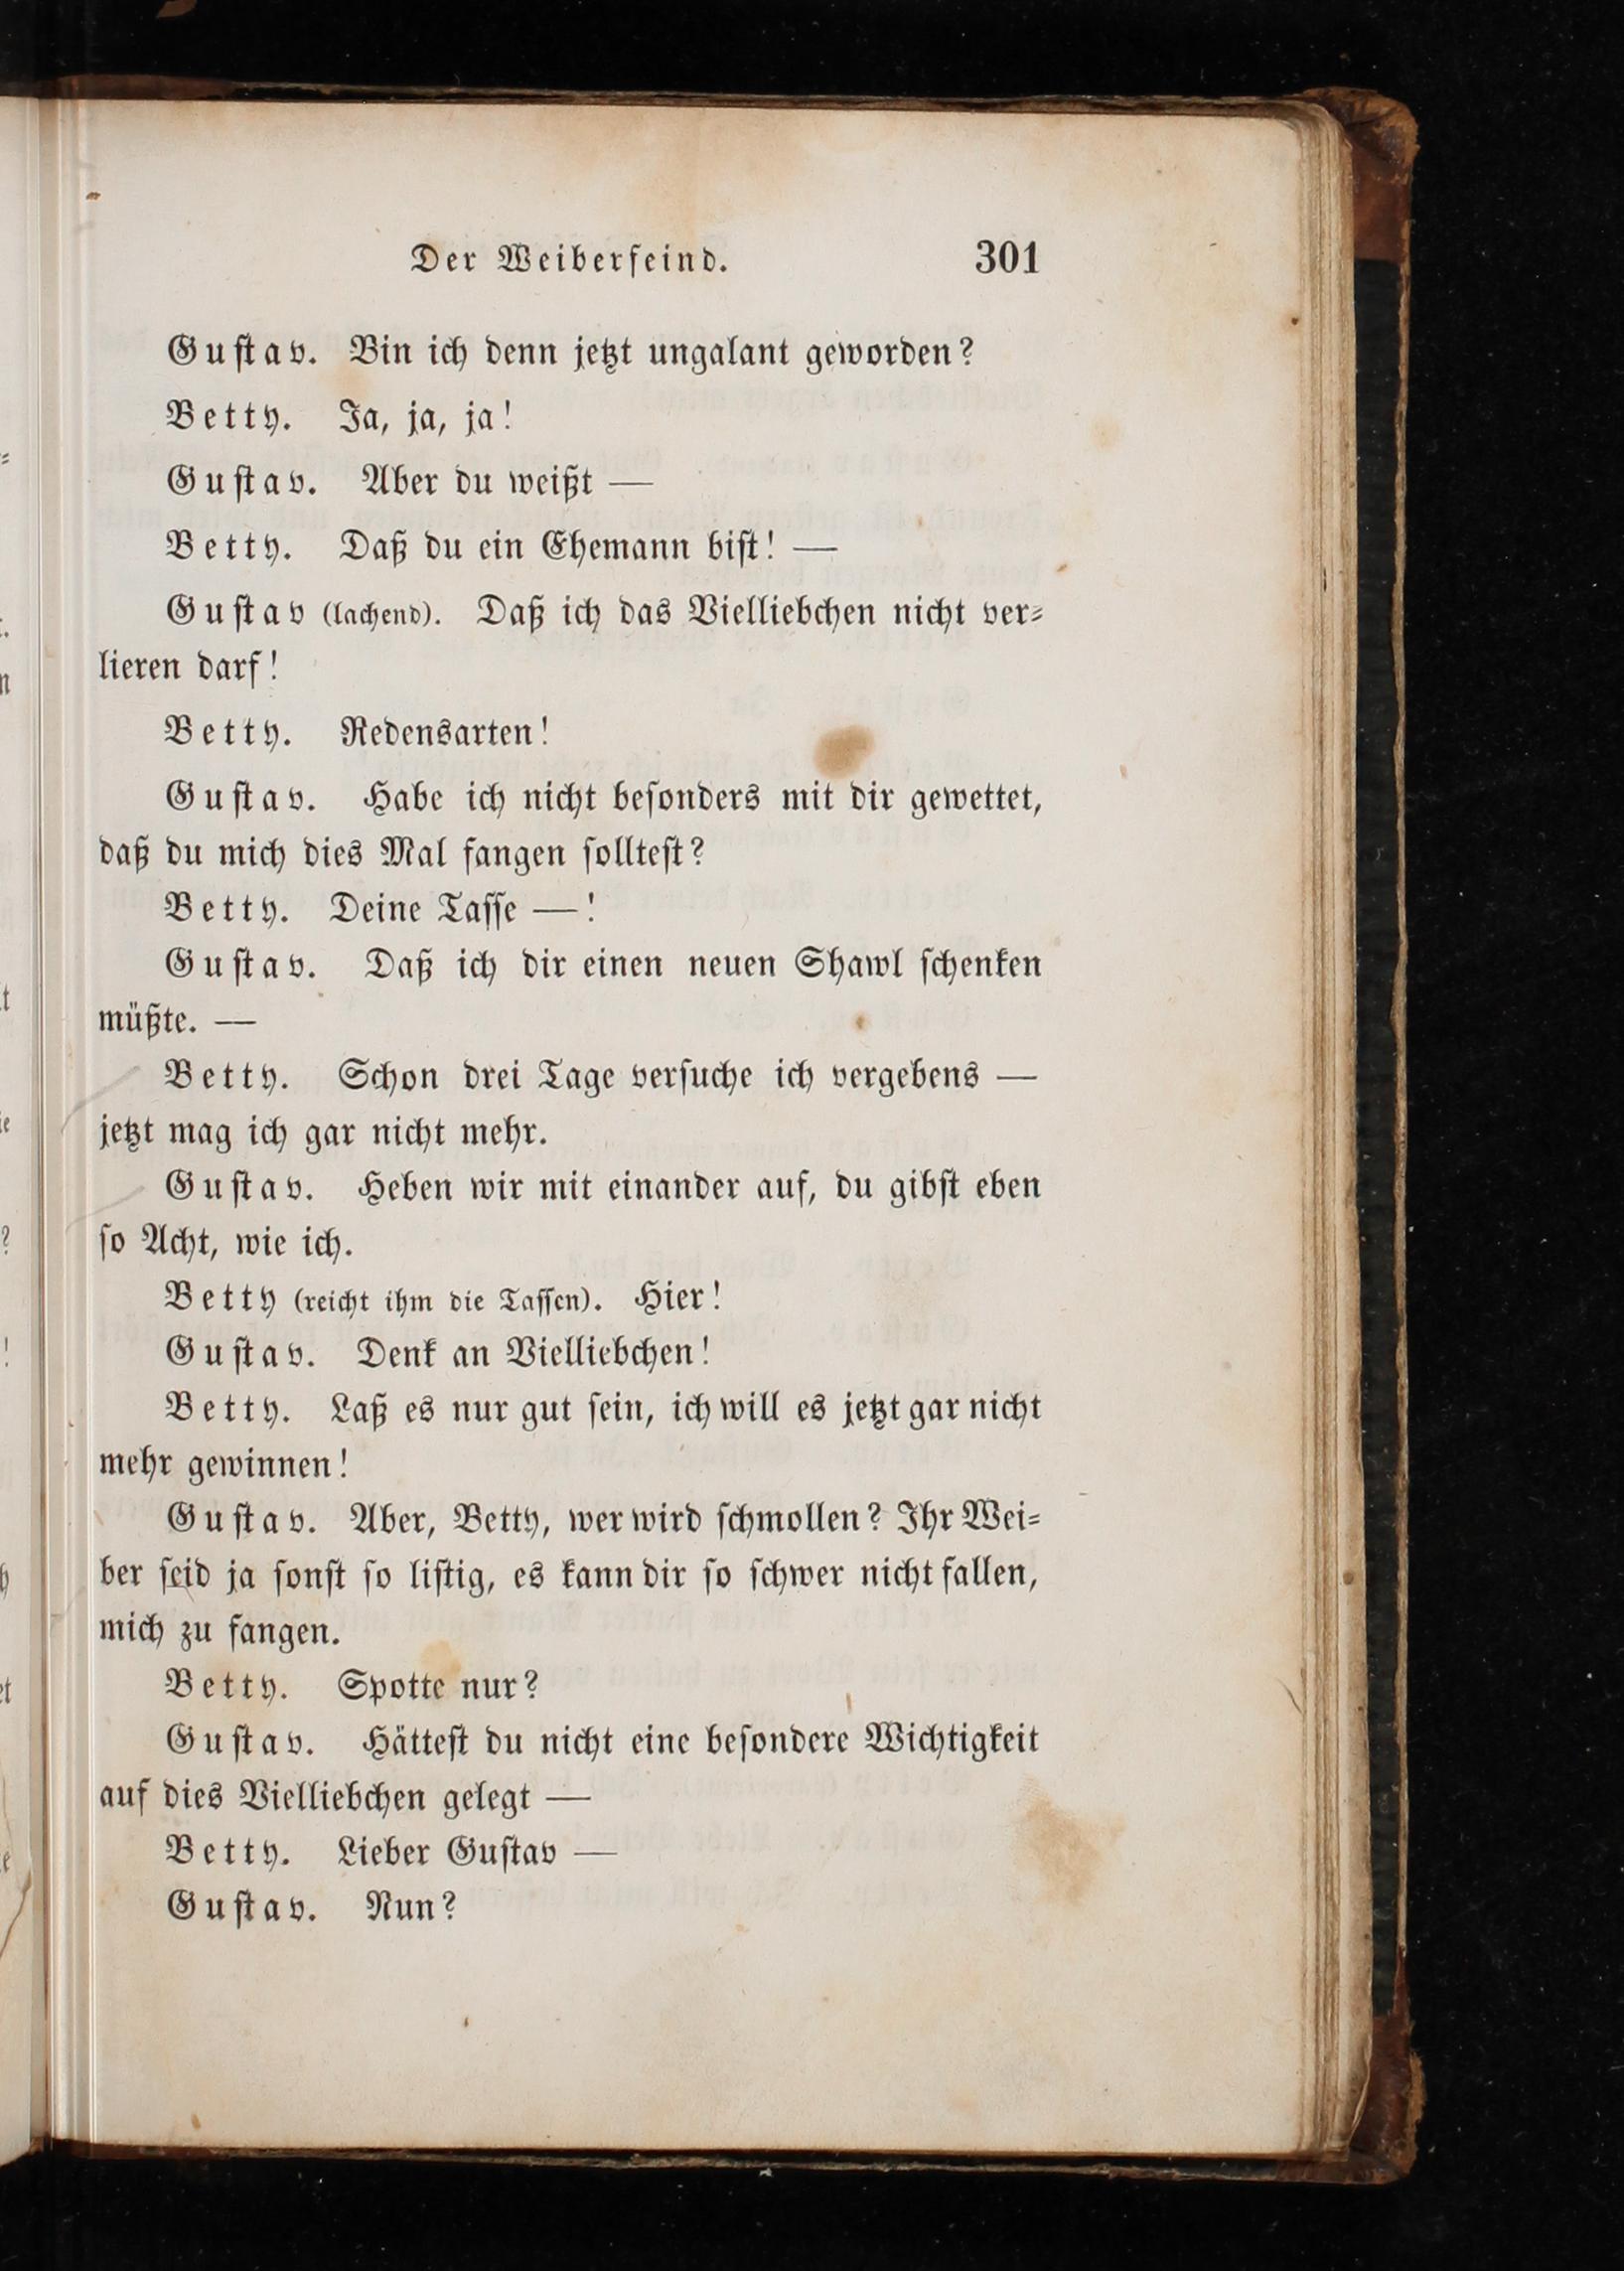 Der Weiberfeind. 301
Gustav. Bin ich denn jetzt ungalant geworden?
Betty. Ja, ja, ja!
Gustav. Aber du weißt —
Betty. Daß du ein Ehemann bist! —
Gustav (lachend). Daß ich das Vielliebchen nicht ver-
lieren darf!
Betty. Redensarten!
Gustav. Habe ich nicht besonders mit dir gewettet,
daß du mich dies Mal fangen solltest?
Betty. Deine Tasse —!
Gustav. Daß ich dir einen neuen Shawl schenken
müßte. —
Betty. Schon drei Tage versuche ich vergebens —
jetzt mag ich gar nicht mehr.
Gustav. Heben wir mit einander auf, du gibst eben
so Acht, wie ich.
Betty (reicht ihm die Tassen). Hier!
Gustav. Denk an Vielliebchen!
Betty. Laß es nur gut sein, ich will es jetzt gar nicht
mehr gewinnen!
Gustav. Aber, Betty, wer wird schmollen? Ihr Wei-
ber seid ja sonst so listig, es kann dir so schwer nicht fallen,
mich zu fangen.
Betty. Spotte nur?
Gustav. Hättest du nicht eine besondere Wichtigkeit
auf dies Vielliebchen gelegt —
Betty. Lieber Gustav —
Gustav. Nun?